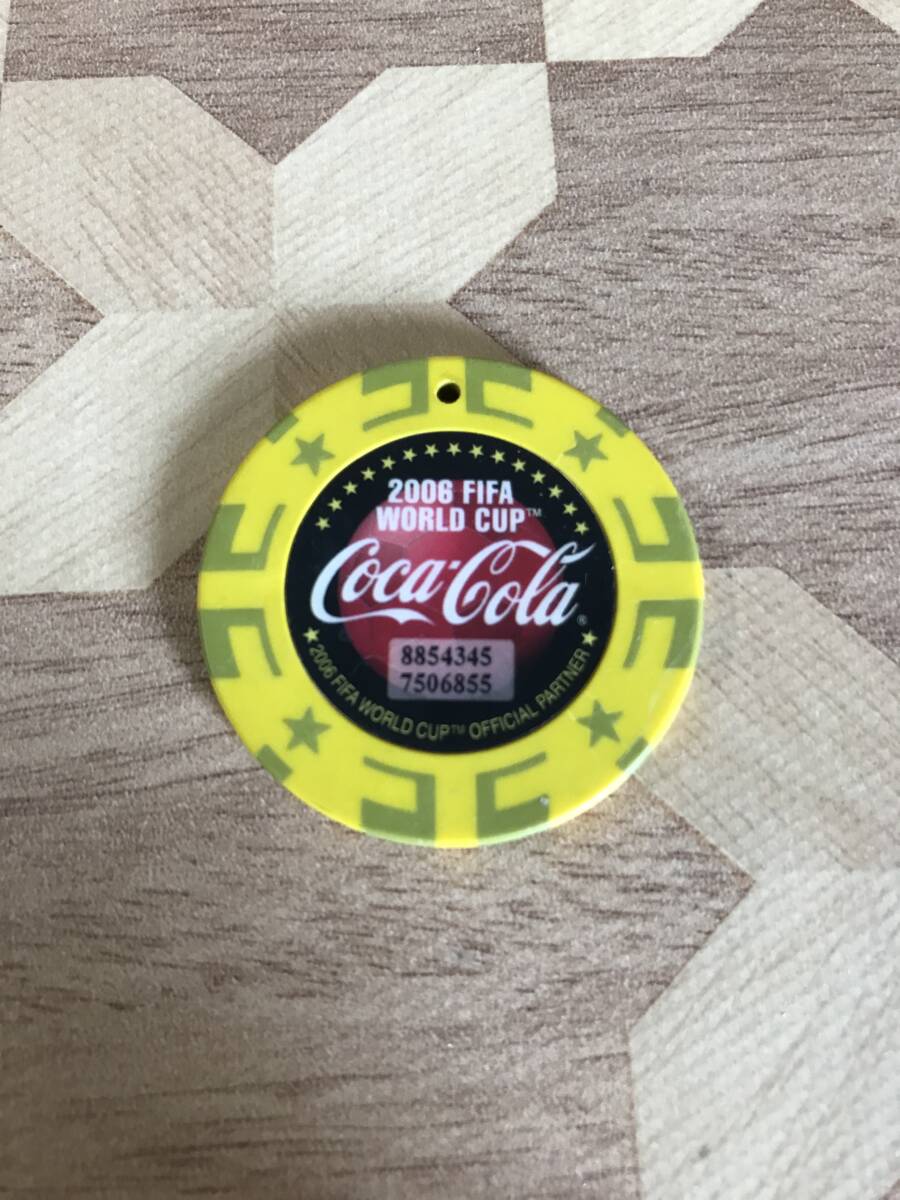 2006 FIFA
WORLD CUP™
Coca-Cola®
8854345
7506855
★ 2006 FIFA WORLD CUP™ OFFICIAL PARTNER ★